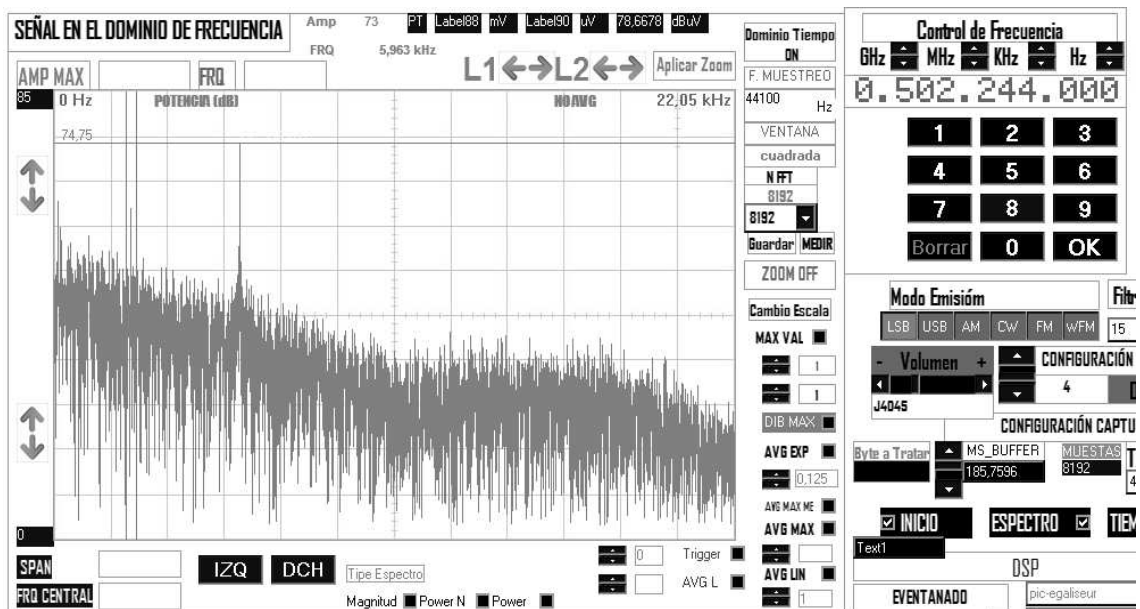 SEÑAL EN EL DOMINIO DE FRECUENCIA
Amp 73 PT Label88 mV Label90 uV 78,6678 dBuV
FRQ 5,963 kHz
L1 L2 Aplicar Zoom
AMP MAX FRQ
85 0 Hz POTENCIA (dB) NO AVG 22,05 kHz
74,75
0
SPAN
FRQ CENTRAL
IZQ DCH Tipe Espectro
Magnitud Power N Power
0 Trigger
AVG L
Dominio Tiempo
ON
F. MUESTREO
44100 Hz
VENTANA
cuadrada
N FFT
8192
8192
Guardar MEDIR
ZOOM OFF
Cambio Escala
MAX VAL
1
1
DIB MAX
AVG EXP
0,125
AVG MAX ME
AVG MAX
AVG LIN
1
Control de Frecuencia
GHz MHz KHz Hz
0.502.244.000
1 2 3
4 5 6
7 8 9
Borrar 0 OK
Modo Emisióm
LSB USB AM CW FM WFM
15
- Volumen +
J4045
CONFIGURACIÓN
4
CONFIGURACIÓN CAPTU
Byte a Tratar
MS_BUFFER
185,7596
MUESTAS
8192
INICIO ESPECTRO TIEM
Text1
DSP
EVENTANADO pic-egaliseur